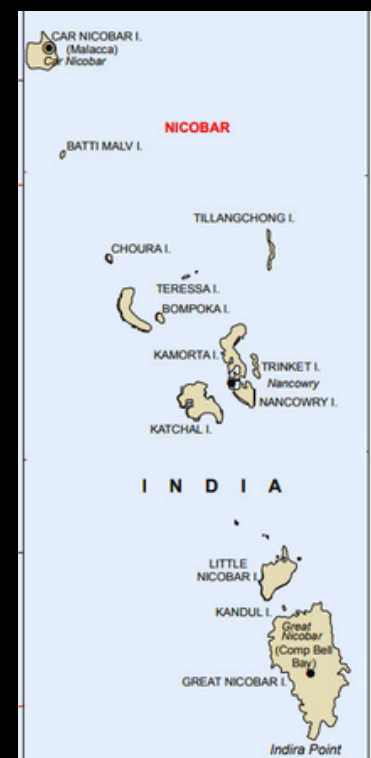 CAR NICOBAR I.
(Malacca)
Car Nicobar
NICOBAR
BATTI MALV I.
TILLANGCHONG I.
CHOURA I.
TERESSA I.
BOMPOKA I.
KAMORTA I.
TRINKET I.
Nancowry
NANCOWRY I.
KATCHAL I.
I N D I A
LITTLE
NICOBAR I.
KANDUL I.
Great
Nicobar
(Comp Bell
Bay)
GREAT NICOBAR I.
Indira Point